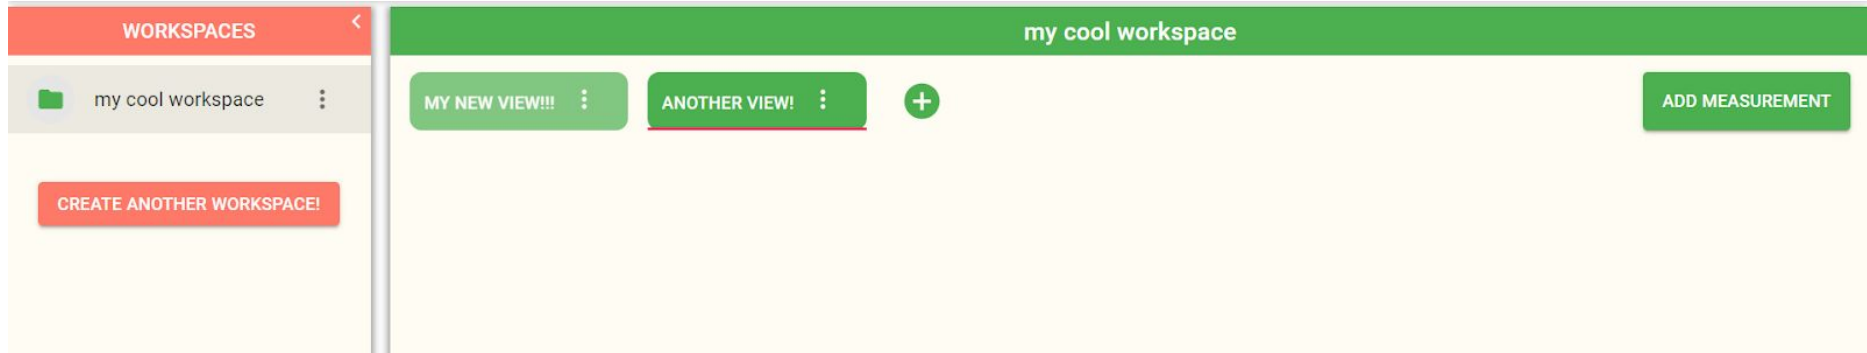 WORKSPACES
my cool workspace
CREATE ANOTHER WORKSPACE!
my cool workspace
MY NEW VIEW!!!
ANOTHER VIEW!
ADD MEASUREMENT